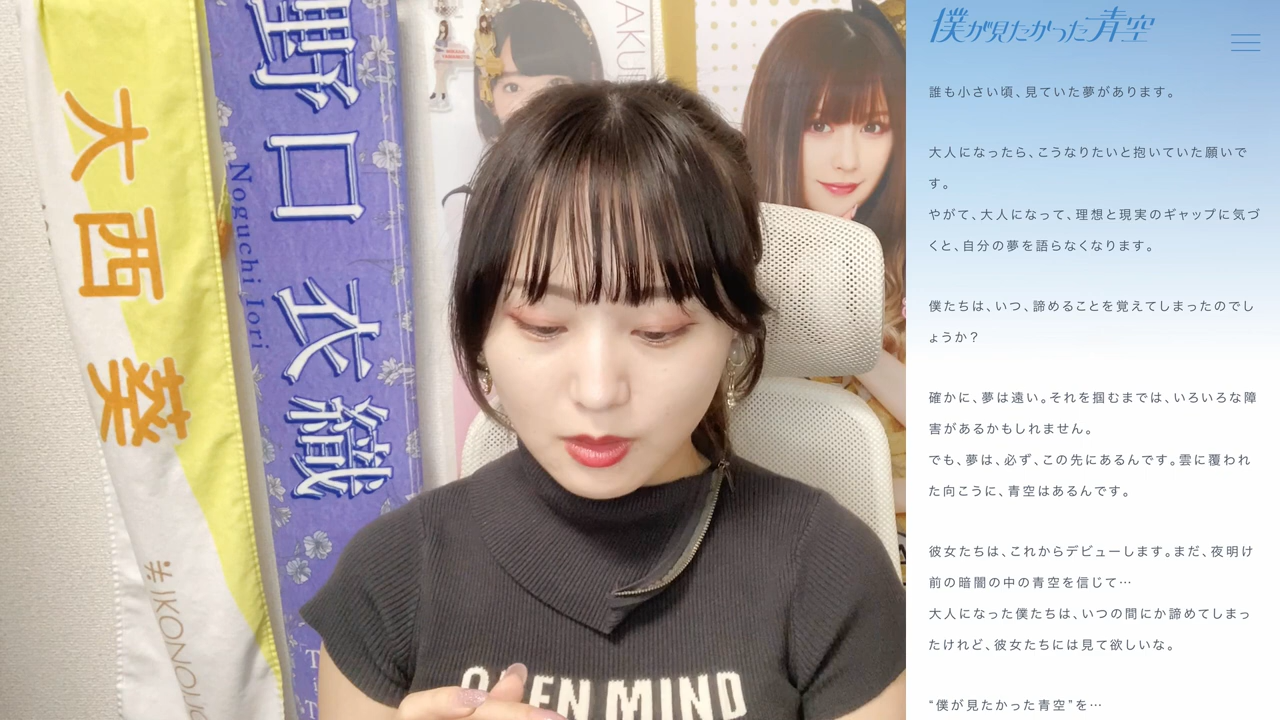 大西 葵
≒IKONOJO
野口 衣織
Noguchi Iori
AKU
OPEN MIND
僕が見たかった青空
誰も小さい頃、見ていた夢があります。
大人になったら、こうなりたいと抱いていた願いで
す。
やがて、大人になって、理想と現実のギャップに気づ
くと、自分の夢を語らなくなります。
僕たちは、いつ、諦めることを覚えてしまったのでし
ょうか?
確かに、夢は遠い。それを掴むまでは、いろいろな障
害があるかもしれません。
でも、夢は、必ず、この先にあるんです。雲に覆われ
た向こうに、青空はあるんです。
彼女たちは、これからデビューします。まだ、夜明け
前の暗闇の中の青空を信じて…
大人になった僕たちは、いつの間にか諦めてしまっ
たけれど、彼女たちには見て欲しいな。
“僕が見たかった青空”を…